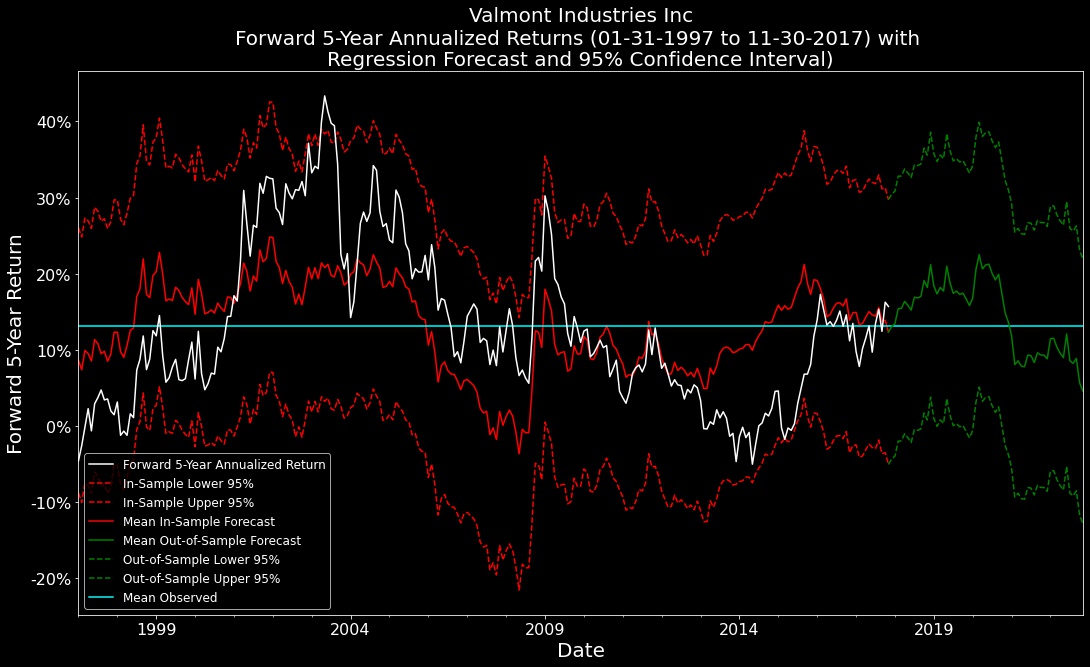 Valmont Industries Inc
Forward 5-Year Annualized Returns (01-31-1997 to 11-30-2017) with
Regression Forecast and 95% Confidence Interval)
Forward 5-Year Return
40%
30%
20%
10%
0%
-10%
-20%
Forward 5-Year Annualized Return
In-Sample Lower 95%
In-Sample Upper 95%
Mean In-Sample Forecast
Mean Out-of-Sample Forecast
Out-of-Sample Lower 95%
Out-of-Sample Upper 95%
Mean Observed
1999 2004 2009 2014 2019
Date